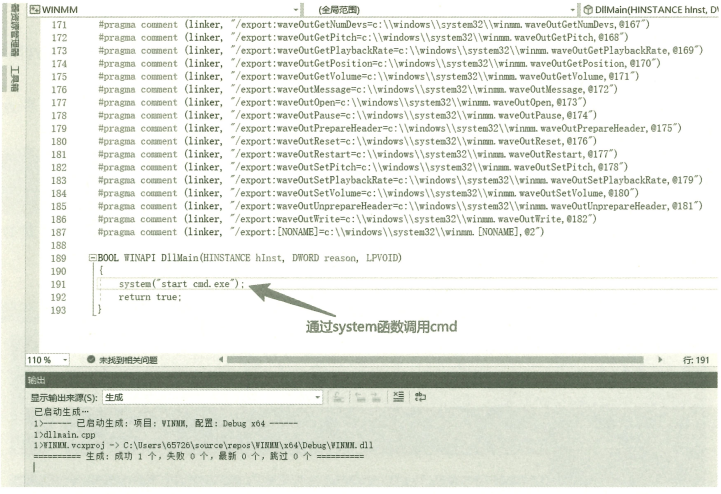 WINMM
(全局范围)
DllMain(HINSTANCE hInst, DW
资源管理器
工具箱
171 #pragma comment (linker, "/export:waveOutGetNumDevs=c:\\windows\\system32\\winmm.waveOutGetNumDevs,@167")
172 #pragma comment (linker, "/export:waveOutGetPitch=c:\\windows\\system32\\winmm.waveOutGetPitch,@168")
173 #pragma comment (linker, "/export:waveOutGetPlaybackRate=c:\\windows\\system32\\winmm.waveOutGetPlaybackRate,@169")
174 #pragma comment (linker, "/export:waveOutGetPosition=c:\\windows\\system32\\winmm.waveOutGetPosition,@170")
175 #pragma comment (linker, "/export:waveOutGetVolume=c:\\windows\\system32\\winmm.waveOutGetVolume,@171")
176 #pragma comment (linker, "/export:waveOutMessage=c:\\windows\\system32\\winmm.waveOutMessage,@172")
177 #pragma comment (linker, "/export:waveOutOpen=c:\\windows\\system32\\winmm.waveOutOpen,@173")
178 #pragma comment (linker, "/export:waveOutPause=c:\\windows\\system32\\winmm.waveOutPause,@174")
179 #pragma comment (linker, "/export:waveOutPrepareHeader=c:\\windows\\system32\\winmm.waveOutPrepareHeader,@175")
180 #pragma comment (linker, "/export:waveOutReset=c:\\windows\\system32\\winmm.waveOutReset,@176")
181 #pragma comment (linker, "/export:waveOutRestart=c:\\windows\\system32\\winmm.waveOutRestart,@177")
182 #pragma comment (linker, "/export:waveOutSetPitch=c:\\windows\\system32\\winmm.waveOutSetPitch,@178")
183 #pragma comment (linker, "/export:waveOutSetPlaybackRate=c:\\windows\\system32\\winmm.waveOutSetPlaybackRate,@179")
184 #pragma comment (linker, "/export:waveOutSetVolume=c:\\windows\\system32\\winmm.waveOutSetVolume,@180")
185 #pragma comment (linker, "/export:waveOutUnprepareHeader=c:\\windows\\system32\\winmm.waveOutUnprepareHeader,@181")
186 #pragma comment (linker, "/export:waveOutWrite=c:\\windows\\system32\\winmm.waveOutWrite,@182")
187 #pragma comment (linker, "/export:[NONAME]=c:\\windows\\system32\\winmm.[NONAME],@2")
188
189 BOOL WINAPI DllMain(HINSTANCE hInst, DWORD reason, LPVOID)
190 {
191 system("start cmd.exe");
192 return true;
193 }
通过system函数调用cmd
110 %
未找到相关问题
行: 191
输出
显示输出来源(S): 生成
已启动生成…
1>------ 已启动生成: 项目: WINMM, 配置: Debug x64 ------
1>dllmain.cpp
1>WINMM.vcxproj -> C:\Users\65726\source\repos\WINMM\x64\Debug\WINMM.dll
========== 生成: 成功 1 个，失败 0 个，最新 0 个，跳过 0 个 ==========